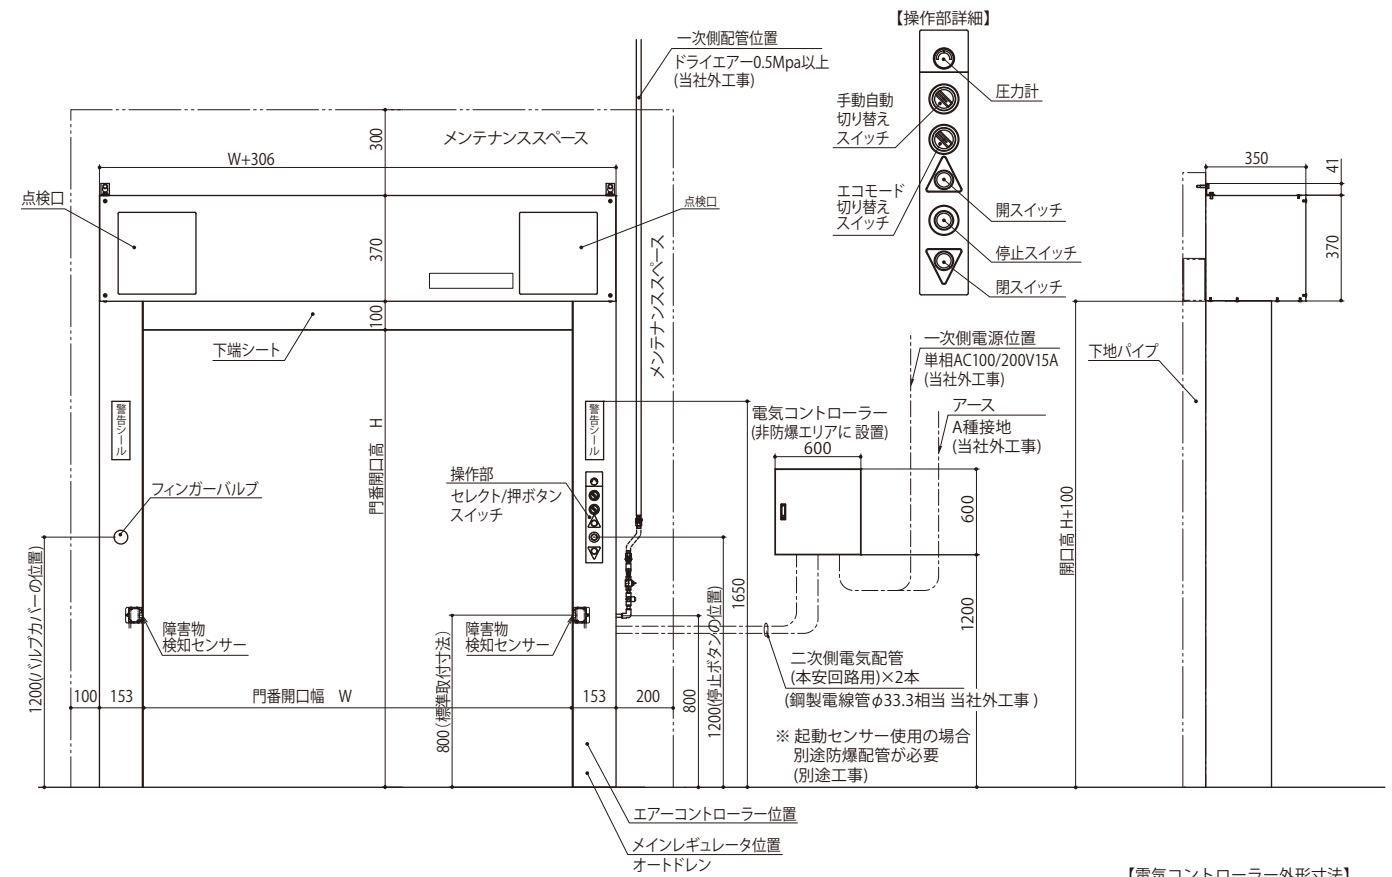 【操作部詳細】
一次側配管位置
ドライエアー0.5Mpa以上
(当社外工事)
圧力計
手動自動
切り替え
スイッチ
エコモード
切り替え
スイッチ
開スイッチ
停止スイッチ
閉スイッチ
メンテナンススペース
300
W+306
点検口
点検口
370
100
メンテナンススペース
下端シート
350
41
370
一次側電源位置
単相AC100/200V15A
(当社外工事)
アース
A種接地
(当社外工事)
下地パイプ
電気コントローラー
(非防爆エリアに 設置)
600
600
1200
警告シール
警告シール
門番開口高 H
操作部
セレクト/押ボタン
スイッチ
フィンガーバルブ
1200(バルブカバーの位置)
障害物
検知センサー
障害物
検知センサー
100
153
門番開口幅 W
153
200
800(標準取付寸法)
800
1200(停止ボタンの位置)
1650
開口高 H+100
二次側電気配管
(本安回路用)×2本
(鋼製電線管φ33.3相当 当社外工事 )
※ 起動センサー使用の場合
別途防爆配管が必要
(別途工事)
エアーコントローラー位置
メインレギュレータ位置
オートドレン
【電気コントローラー外形寸法】